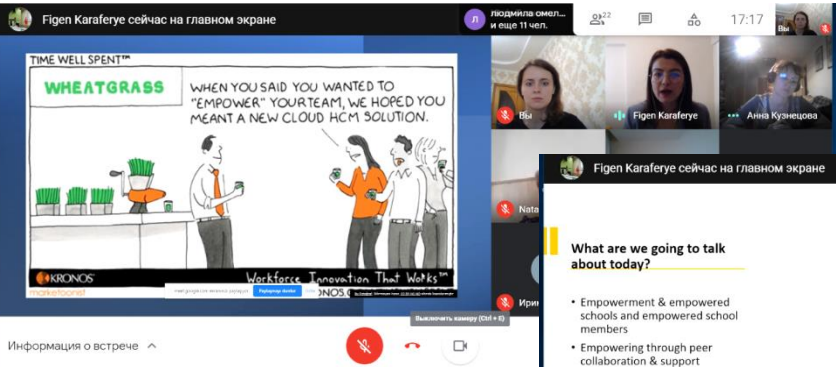 Figen Karaferye сейчас на главном экране
людмила омел...
и еще 11 чел.
22
17:17
Вы
TIME WELL SPENT™
WHEATGRASS
WHEN YOU SAID YOU WANTED TO
"EMPOWER" YOUR TEAM, WE HOPED YOU
MEANT A NEW CLOUD HCM SOLUTION.
KRONOS
Workforce Innovation That Works™
marketoonist
Вы
Figen Karaferye
Анна Кузнецова
Nata
Ирин
Выключить камеру (Ctrl + E)
Информация о встрече
Figen Karaferye сейчас на главном экране
What are we going to talk
about today?
• Empowerment & empowered
schools and empowered school
members
• Empowering through peer
collaboration & support